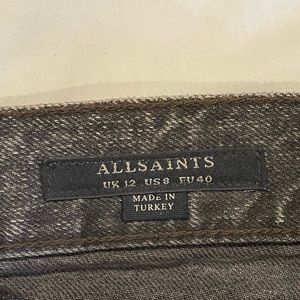 ALLSAINTS
UK 12 US 8 EU 40
MADE IN
TURKEY